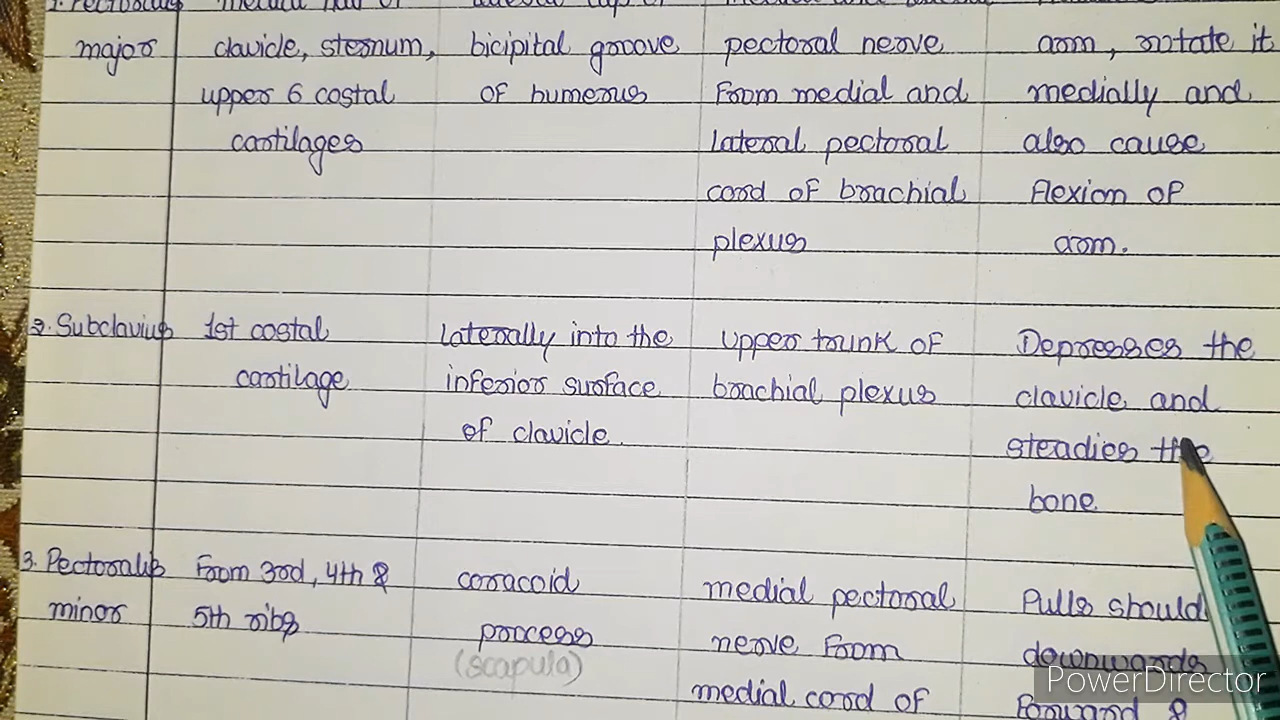 major
clavicle, sternum,
upper 6 costal
cartilages
bicipital groove
of humerus
pectoral nerve
From medial and
lateral pectoral
cord of brachial
plexus
arm, rotate it
medially and
also cause
flexion of
arm.
2. Subclavius
1st costal
cartilage
Laterally into the
inferior surface
of clavicle.
Upper trunk of
brachial plexus
Depresses the
clavicle and
steadies the
bone
3. Pectoralis
minor
From 3rd, 4th &
5th ribs
coracoid
process
(scapula)
medial pectoral
nerve From
medial cord of
Pulls should
downwards
Forward &
PowerDirector